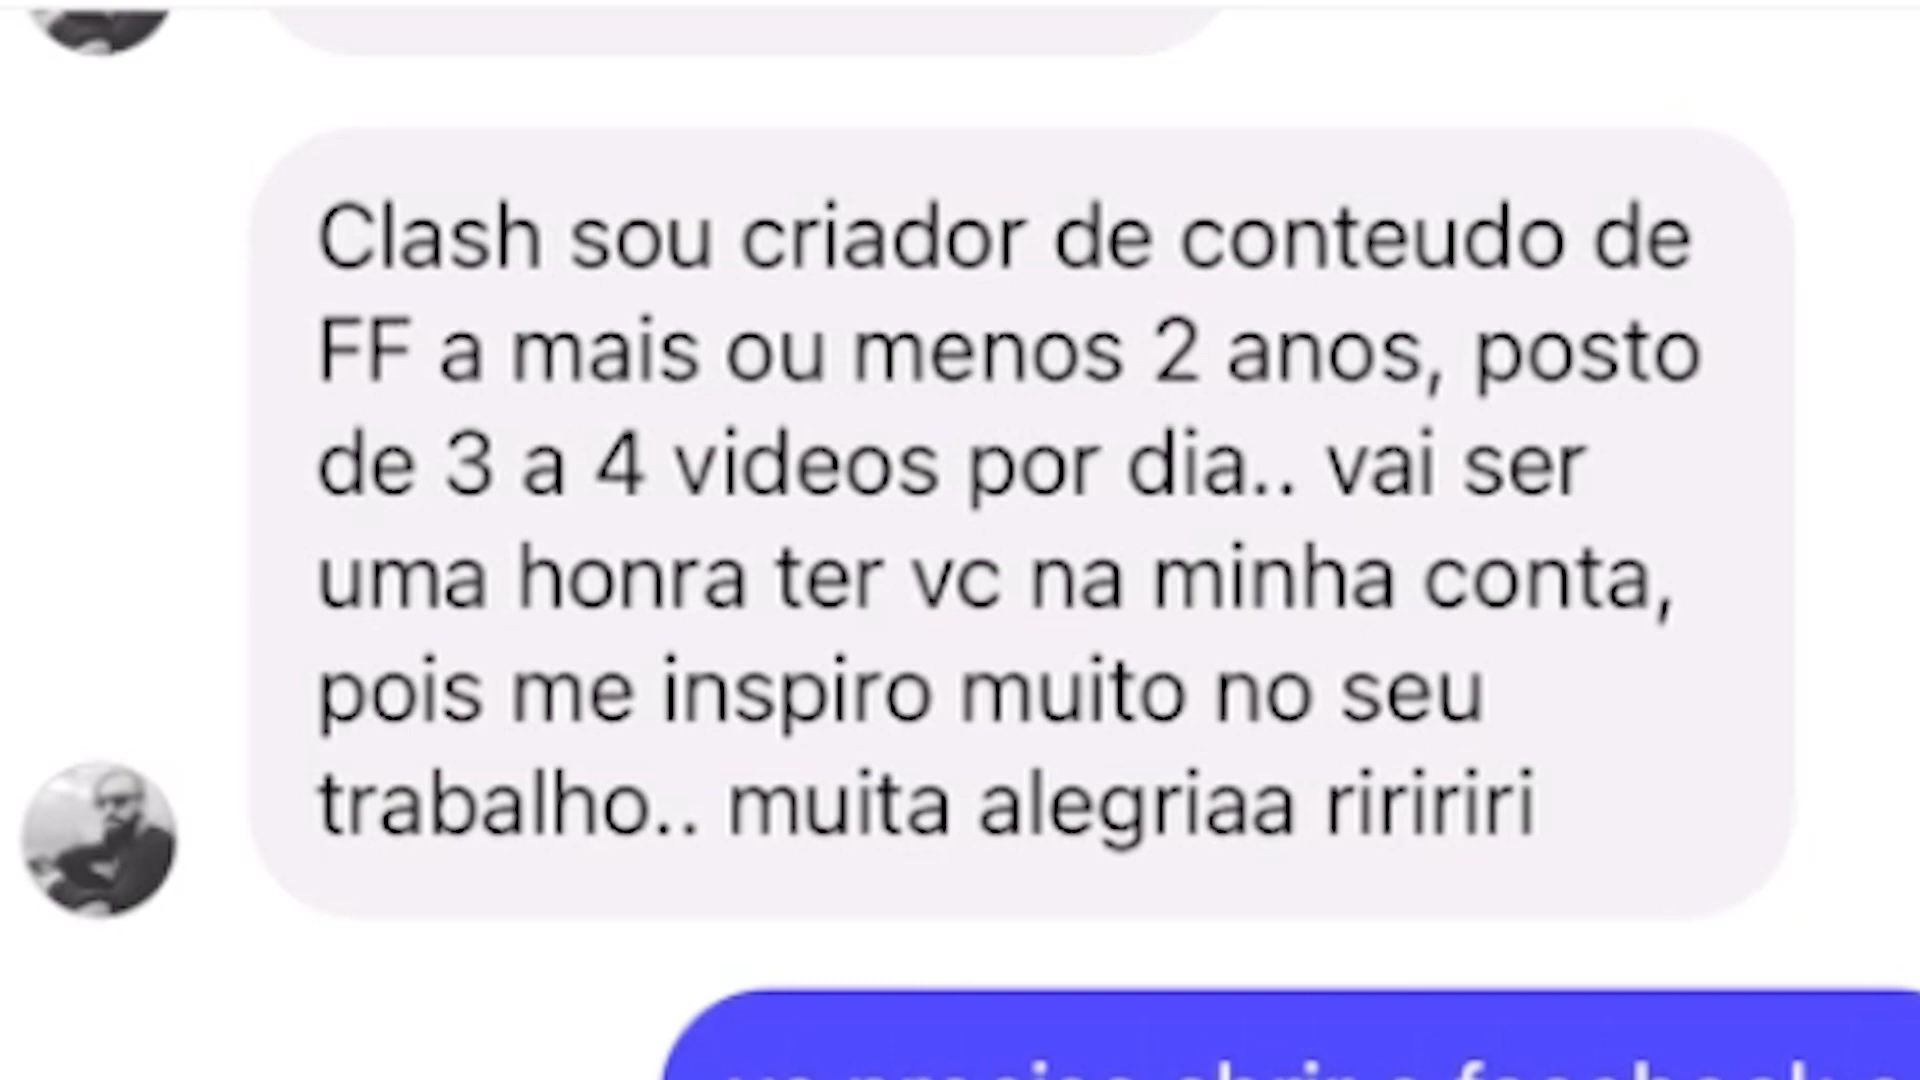 Clash sou criador de conteudo de
FF a mais ou menos 2 anos, posto
de 3 a 4 videos por dia.. vai ser
uma honra ter vc na minha conta,
pois me inspiro muito no seu
trabalho.. muita alegriaa riririri